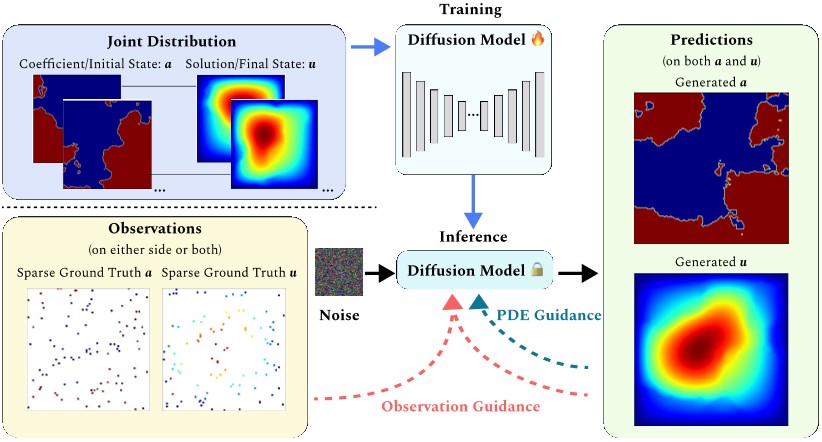 Training
Joint Distribution
Coefficient/Initial State: a
Solution/Final State: u
...
...
Diffusion Model
...
Predictions
(on both a and u)
Generated a
Generated u
Observations
(on either side or both)
Sparse Ground Truth a
Sparse Ground Truth u
Noise
Inference
Diffusion Model
PDE Guidance
Observation Guidance